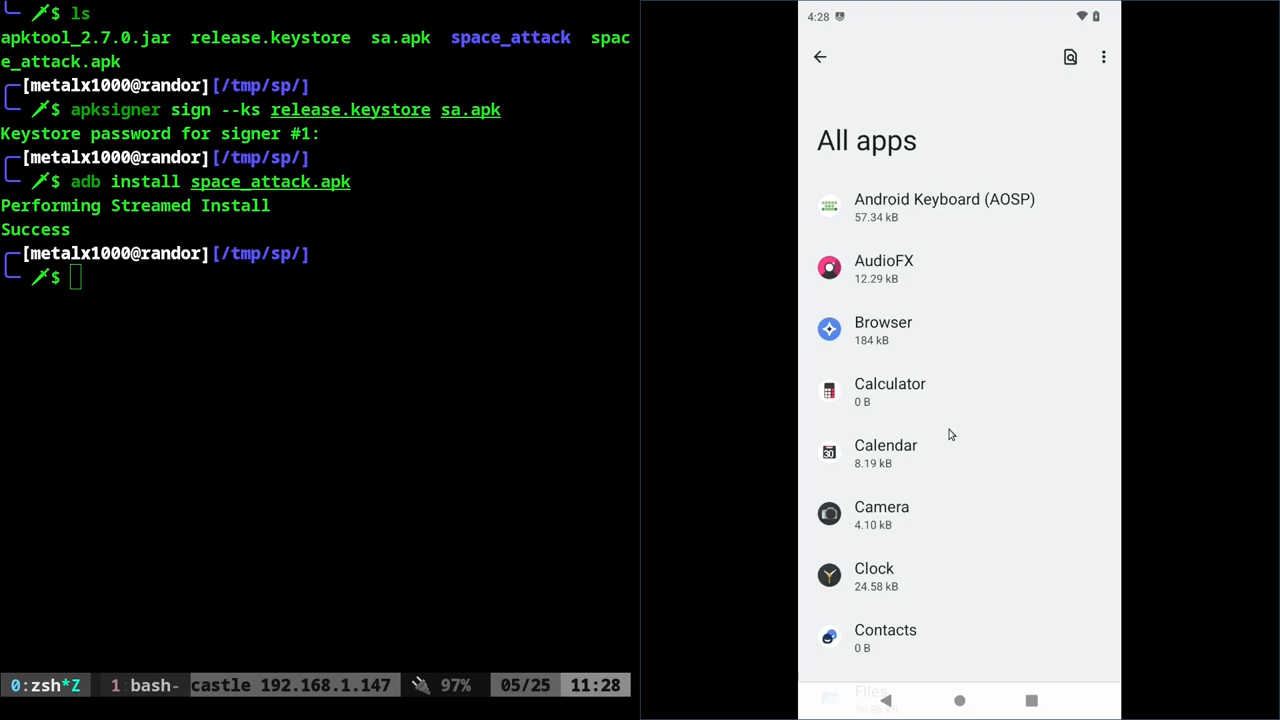 $ ls
apktool_2.7.0.jar  release.keystore  sa.apk  space_attack  spac
e_attack.apk
[metalx1000@randor][/tmp/sp/]
$ apksigner sign --ks release.keystore sa.apk
Keystore password for signer #1:
[metalx1000@randor][/tmp/sp/]
$ adb install space_attack.apk
Performing Streamed Install
Success
[metalx1000@randor][/tmp/sp/]
$
0:zsh*Z  1 bash-  castle 192.168.1.147  97%  05/25  11:28
4:28
All apps
Android Keyboard (AOSP)
57.34 kB
AudioFX
12.29 kB
Browser
184 kB
Calculator
0 B
Calendar
8.19 kB
Camera
4.10 kB
Clock
24.58 kB
Contacts
0 B
Files
36.86 kB